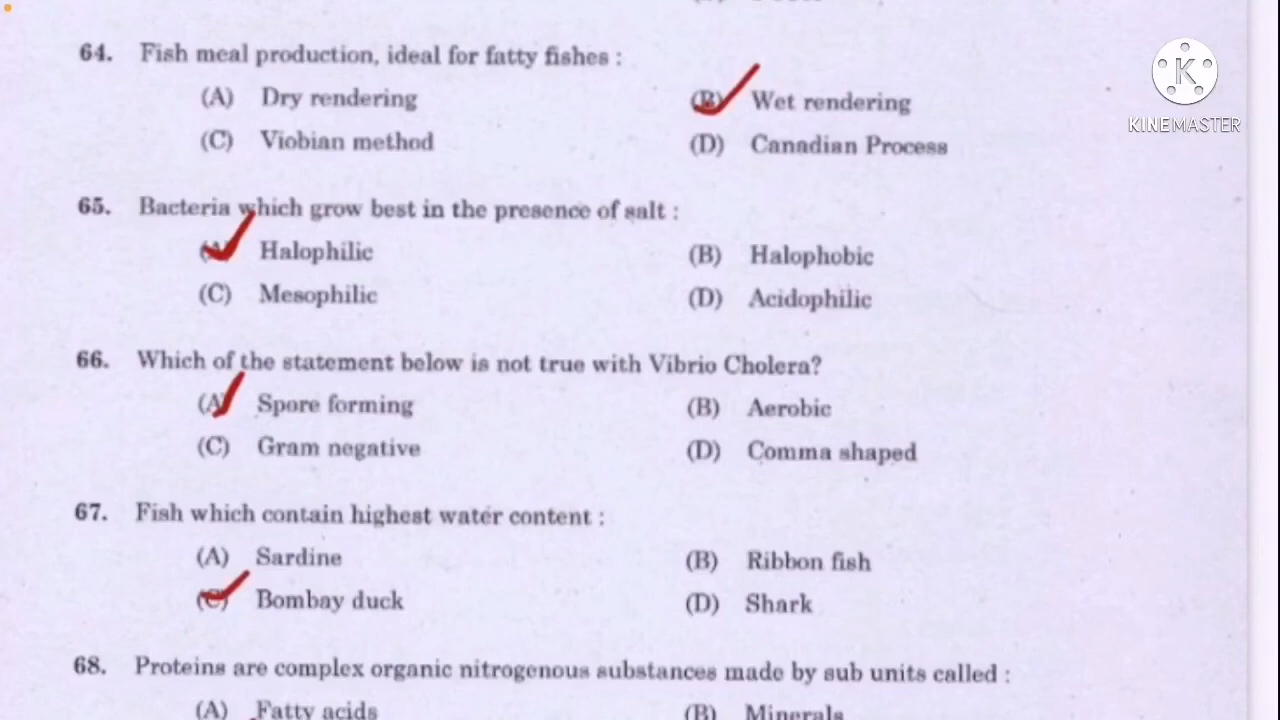 64. Fish meal production, ideal for fatty fishes :
(A) Dry rendering (B) Wet rendering
(C) Viobian method (D) Canadian Process
65. Bacteria which grow best in the presence of salt :
(A) Halophilic (B) Halophobic
(C) Mesophilic (D) Acidophilic
66. Which of the statement below is not true with Vibrio Cholera?
(A) Spore forming (B) Aerobic
(C) Gram negative (D) Comma shaped
67. Fish which contain highest water content :
(A) Sardine (B) Ribbon fish
(C) Bombay duck (D) Shark
68. Proteins are complex organic nitrogenous substances made by sub units called :
(A) Fatty acids (B) Minerals
K
KINEMASTER